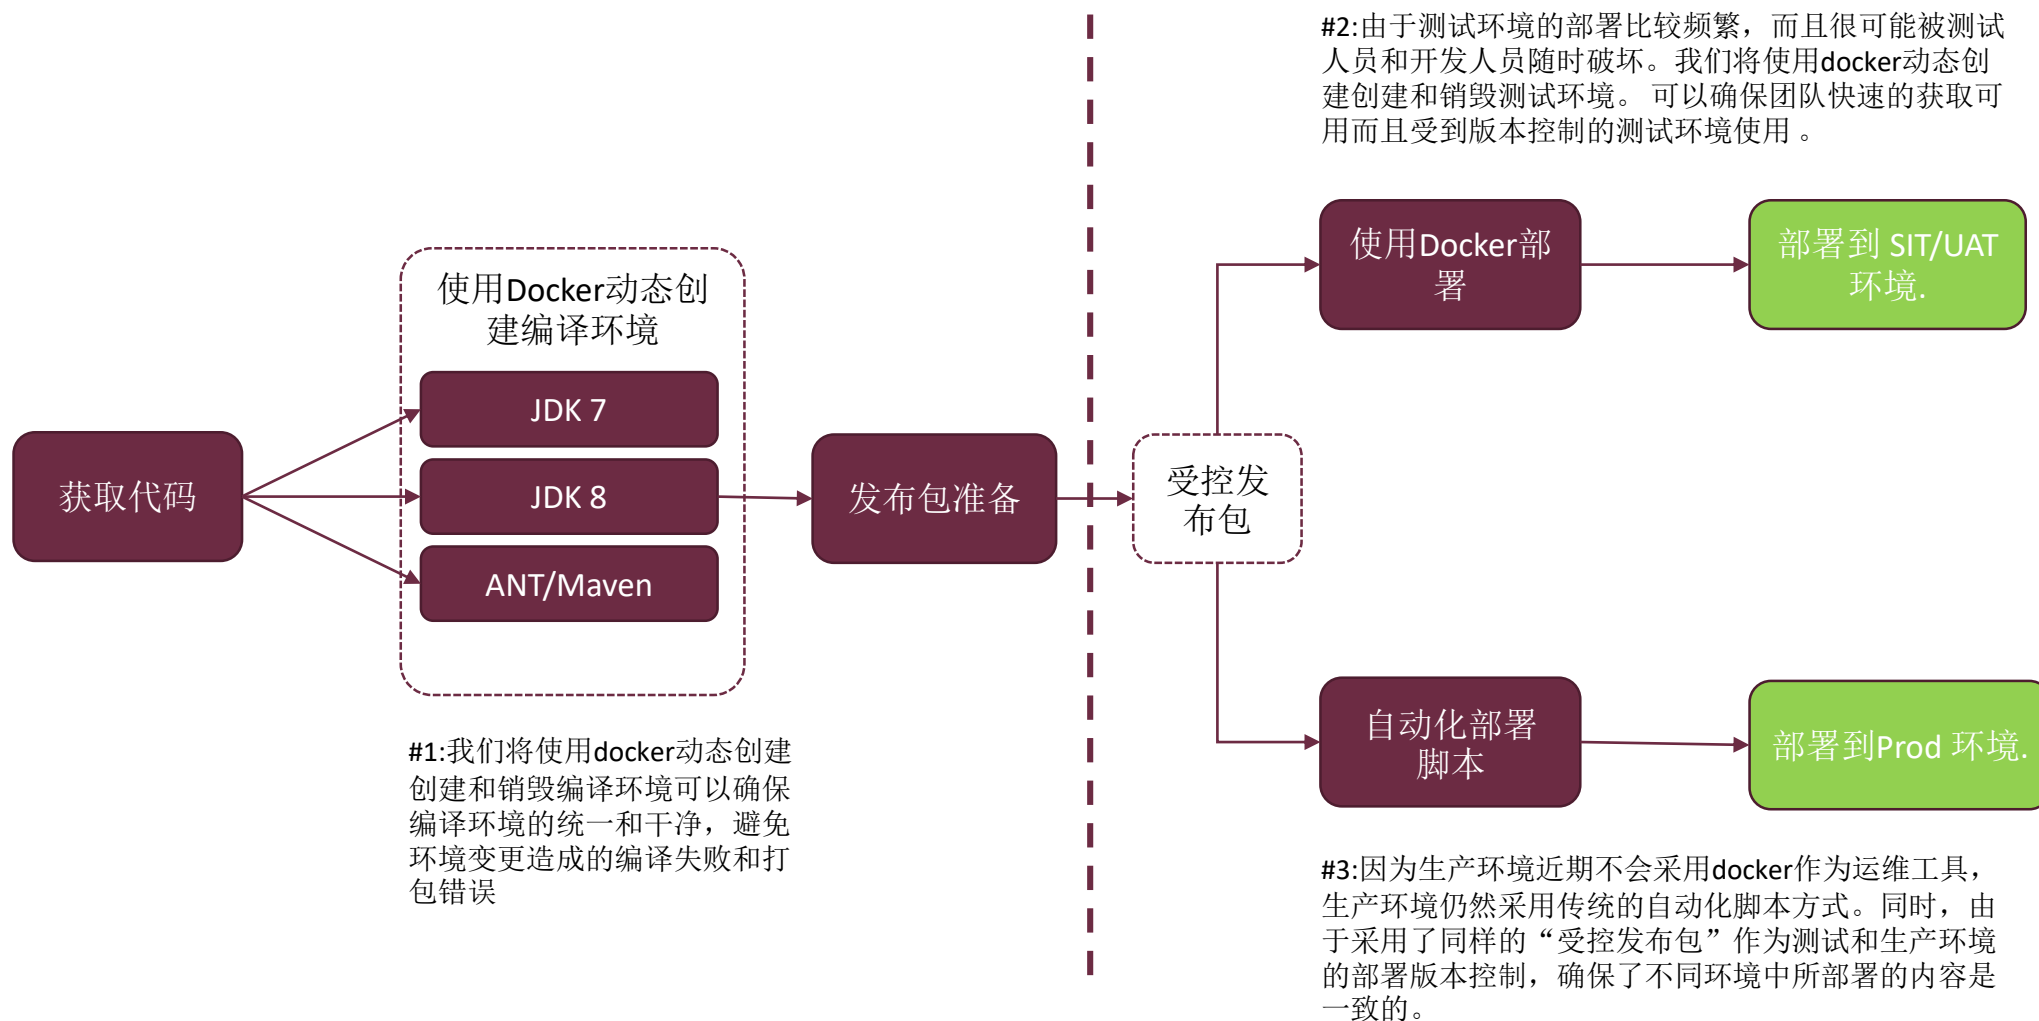 #2:由于测试环境的部署比较频繁，而且很可能被测试
人员和开发人员随时破坏。我们将使用docker动态创
建创建和销毁测试环境。 可以确保团队快速的获取可
用而且受到版本控制的测试环境使用 。
使用Docker部
署
部署到 SIT/UAT
环境.
使用Docker动态创
建编译环境
JDK 7
获取代码
JDK 8
发布包准备
受控发
布包
ANT/Maven
自动化部署
脚本
部署到Prod 环境.
#1:我们将使用docker动态创建
创建和销毁编译环境可以确保
编译环境的统一和干净，避免
环境变更造成的编译失败和打
包错误
#3:因为生产环境近期不会采用docker作为运维工具，
生产环境仍然采用传统的自动化脚本方式。同时，由
于采用了同样的“受控发布包”作为测试和生产环境
的部署版本控制，确保了不同环境中所部署的内容是
一致的。